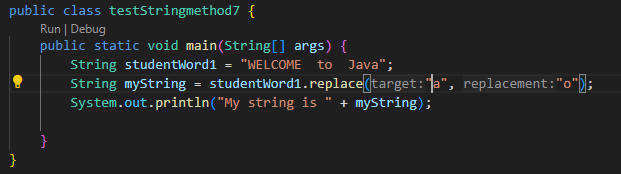 public class testStringmethod7 {
Run | Debug
public static void main(String[] args) {
String studentWord1 = "WELCOME  to  Java";
String myString = studentWord1.replace(target:"a", replacement:"o");
System.out.println("My string is " + myString);
}
}